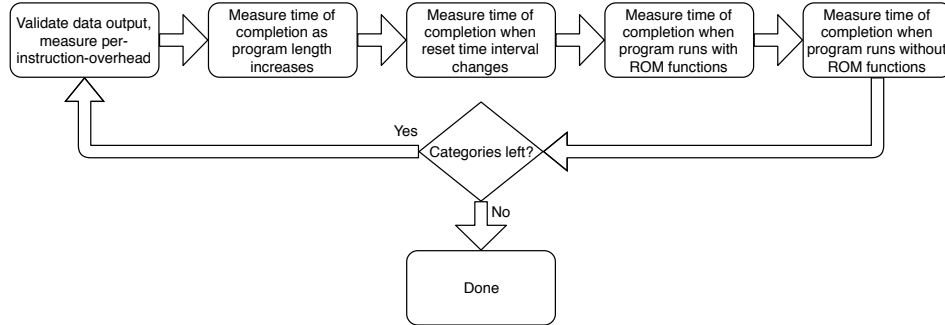 Validate data output,
measure per-
instruction-overhead
Measure time of
completion as
program length
increases
Measure time of
completion when
reset time interval
changes
Measure time of
completion when
program runs with
ROM functions
Measure time of
completion when
program runs without
ROM functions
Yes
Categories left?
No
Done